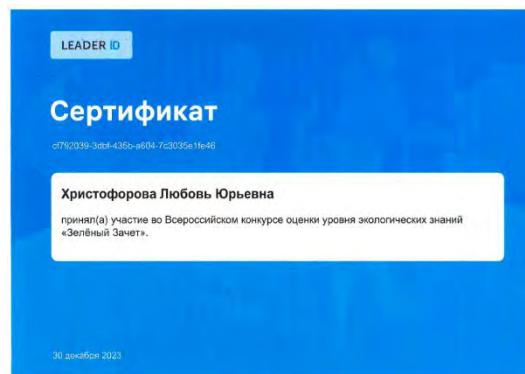 LEADER ID
Сертификат
cf792039-3dbf-435b-a604-7c3035e1fe46
Христофорова Любовь Юрьевна
принял(а) участие во Всероссийском конкурсе оценки уровня экологических знаний
«Зелёный Зачет».
30 декабря 2023